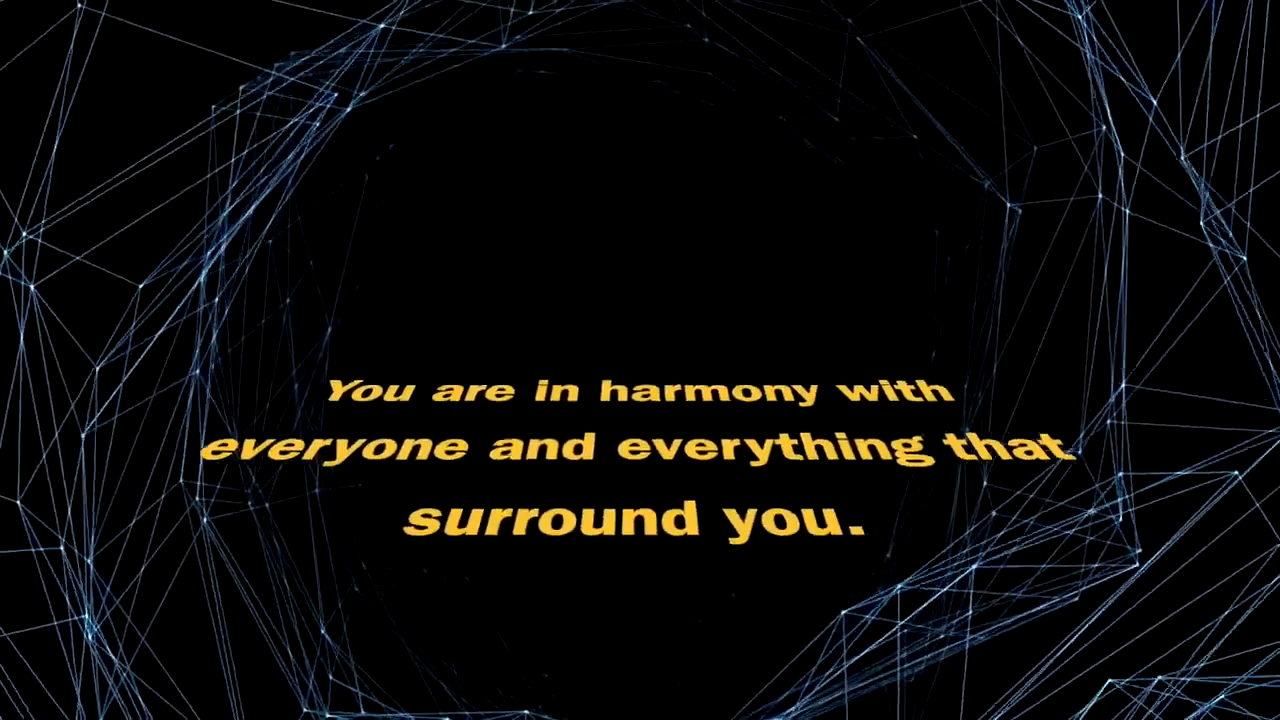 You are in harmony with
everyone and everything that
surround you.